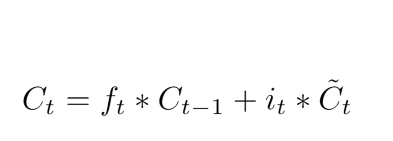 $C_t = f_t * C_{t-1} + i_t * \tilde{C}_t$